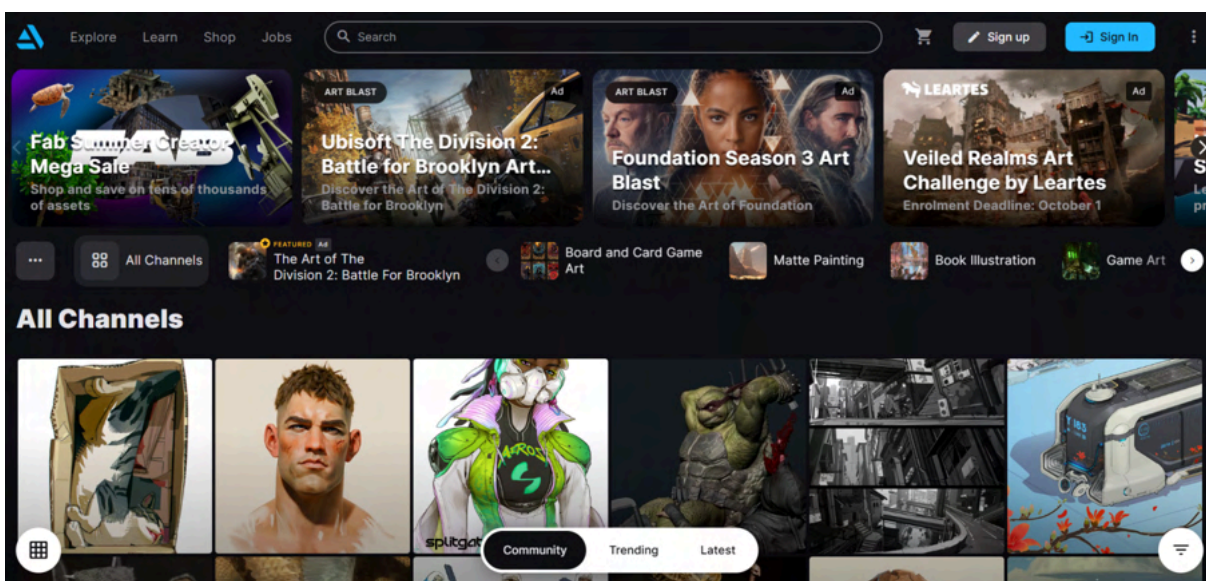 Explore Learn Shop Jobs
Search
Sign up
Sign In
Fab Summer Creator
Mega Sale
Shop and save on tens of thousands
of assets
ART BLAST
Ad
Ubisoft The Division 2:
Battle for Brooklyn Art...
Discover the Art of The Division 2:
Battle for Brooklyn
ART BLAST
Ad
Foundation Season 3 Art
Blast
Discover the Art of Foundation
LEARTES
Ad
Veiled Realms Art
Challenge by Leartes
Enrolment Deadline: October 1
S
Le
pr
All Channels
FEATURED Ad
The Art of The
Division 2: Battle For Brooklyn
Board and Card Game
Art
Matte Painting
Book Illustration
Game Art
All Channels
AEROS
splitgat
Community
Trending
Latest